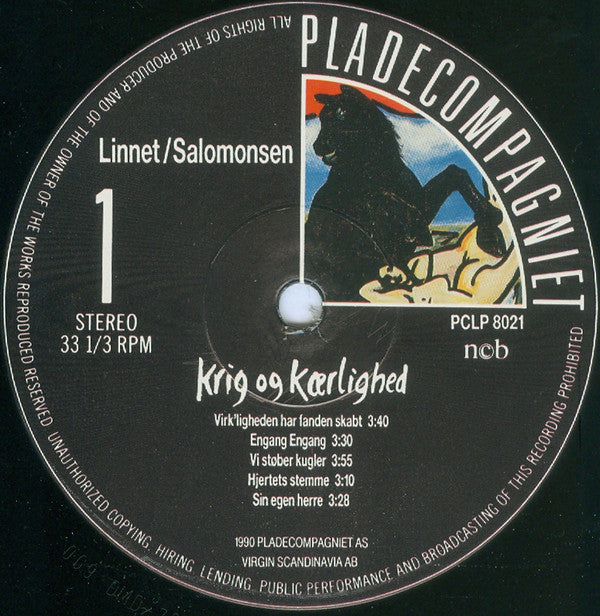 PLADECOMPAGNIET
Linnet/Salomonsen
1
STEREO
33 1/3 RPM
PCLP 8021
n©b
Krig og Kærlighed
Virk'ligheden har fanden skabt 3:40
Engang Engang 3:30
Vi støber kugler 3:55
Hjertets stemme 3:10
Sin egen herre 3:28
1990 PLADECOMPAGNIET AS
VIRGIN SCANDINAVIA AB
ALL RIGHTS OF THE PRODUCER AND OF THE OWNER OF THE WORKS REPRODUCED RESERVED. UNAUTHORIZED COPYING, HIRING, LENDING, PUBLIC PERFORMANCE AND BROADCASTING OF THIS RECORDING PROHIBITED